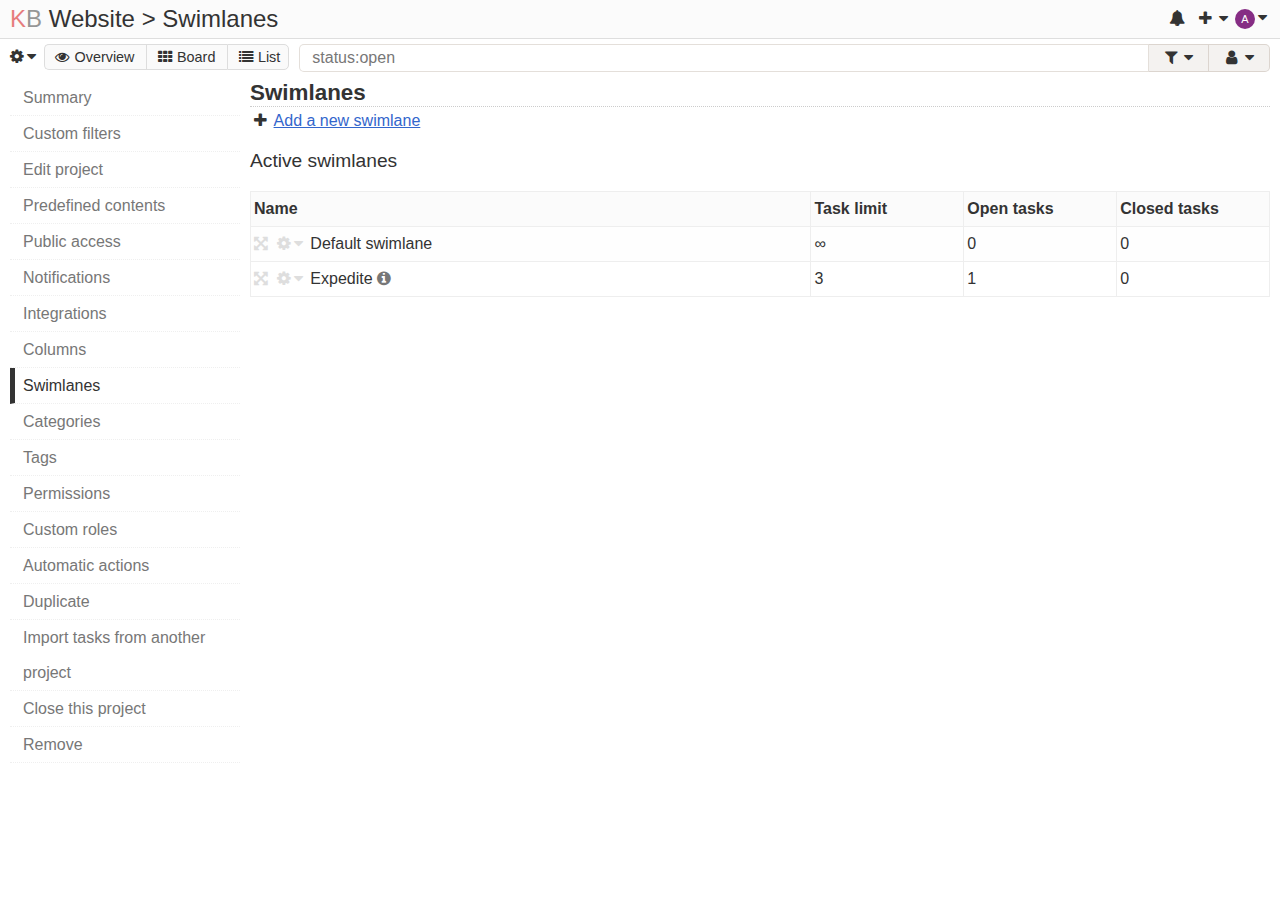 KB Website > Swimlanes
A
Overview Board List status:open
Summary
Custom filters
Edit project
Predefined contents
Public access
Notifications
Integrations
Columns
Swimlanes
Categories
Tags
Permissions
Custom roles
Automatic actions
Duplicate
Import tasks from another
project
Close this project
Remove
Swimlanes
Add a new swimlane
Active swimlanes
Name Task limit Open tasks Closed tasks
Default swimlane ∞ 0 0
Expedite 3 1 0